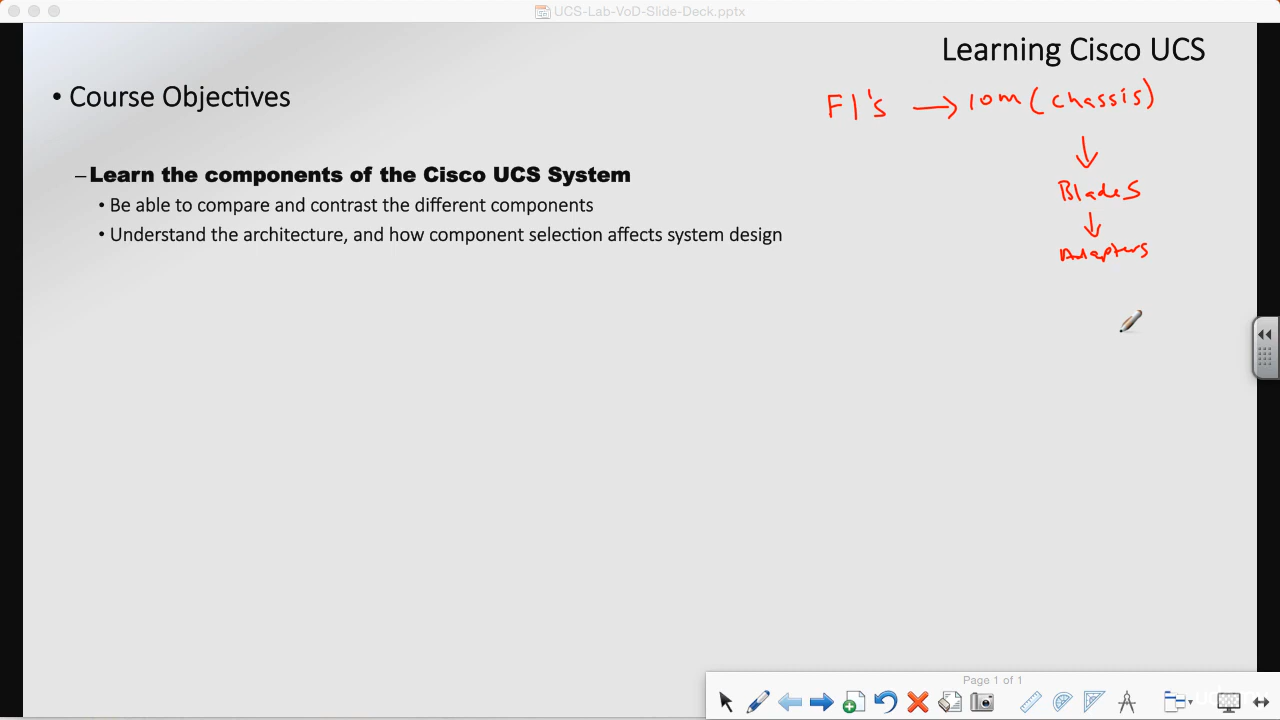 UCS-Lab-VoD-Slide-Deck.pptx
Learning Cisco UCS
• Course Objectives
FI's → IOM (chassis)
–Learn the components of the Cisco UCS System
↓
Blades
• Be able to compare and contrast the different components
• Understand the architecture, and how component selection affects system design
↓
Adapters
Page 1 of 1